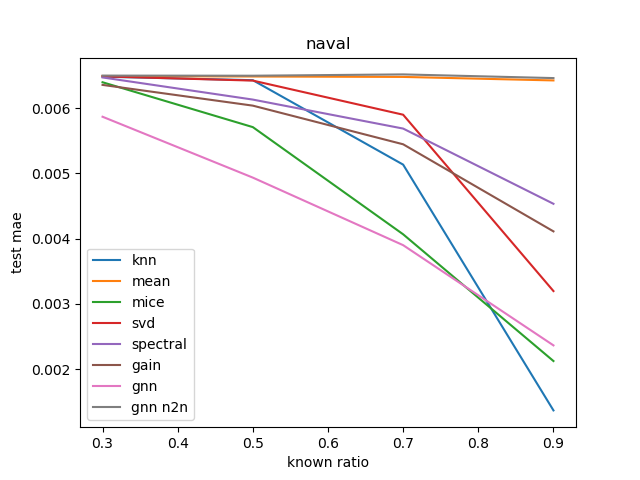 naval
test mae
0.006
0.005
0.004
0.003
0.002
knn
mean
mice
svd
spectral
gain
gnn
gnn n2n
0.3 0.4 0.5 0.6 0.7 0.8 0.9
known ratio